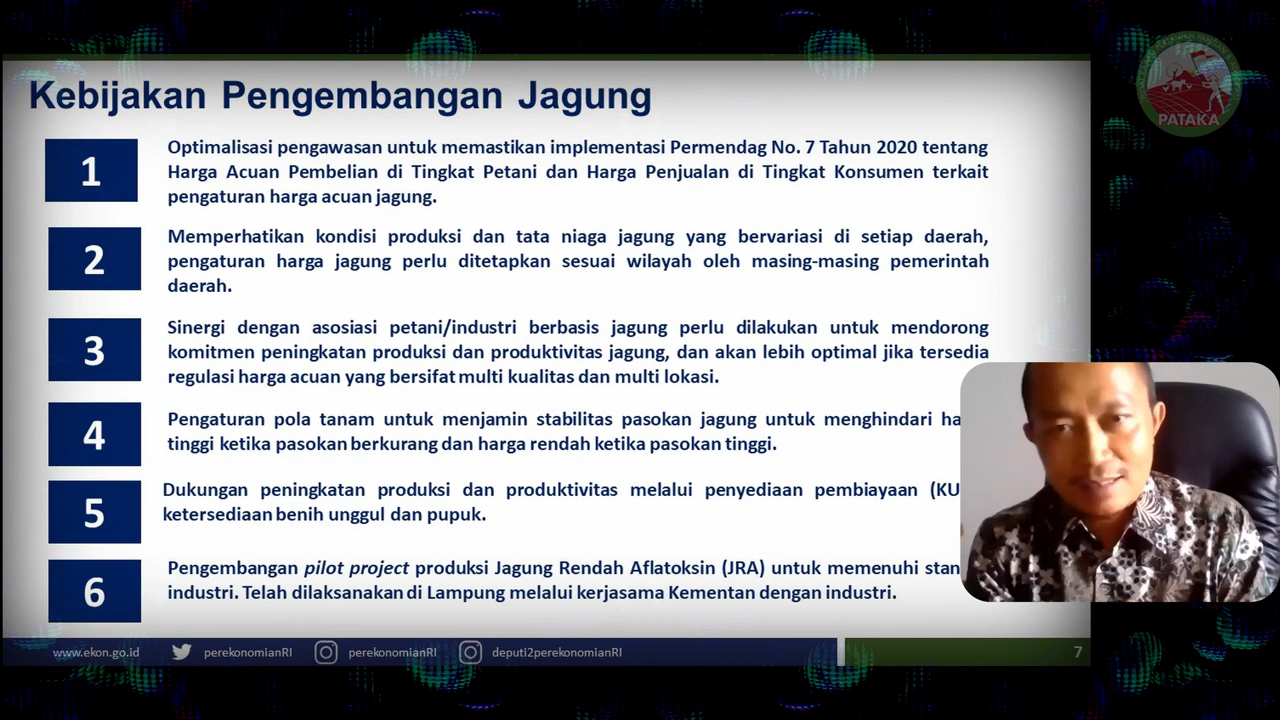 Kebijakan Pengembangan Jagung
1
Optimalisasi pengawasan untuk memastikan implementasi Permendag No. 7 Tahun 2020 tentang
Harga Acuan Pembelian di Tingkat Petani dan Harga Penjualan di Tingkat Konsumen terkait
pengaturan harga acuan jagung.
2
Memperhatikan kondisi produksi dan tata niaga jagung yang bervariasi di setiap daerah,
pengaturan harga jagung perlu ditetapkan sesuai wilayah oleh masing-masing pemerintah
daerah.
3
Sinergi dengan asosiasi petani/industri berbasis jagung perlu dilakukan untuk mendorong
komitmen peningkatan produksi dan produktivitas jagung, dan akan lebih optimal jika tersedia
regulasi harga acuan yang bersifat multi kualitas dan multi lokasi.
4
Pengaturan pola tanam untuk menjamin stabilitas pasokan jagung untuk menghindari
tinggi ketika pasokan berkurang dan harga rendah ketika pasokan tinggi.
5
Dukungan peningkatan produksi dan produktivitas melalui penyediaan pembiayaan
ketersediaan benih unggul dan pupuk.
6
Pengembangan pilot project produksi Jagung Rendah Aflatoksin (JRA) untuk memenuhi
industri. Telah dilaksanakan di Lampung melalui kerjasama Kementan dengan industri.
www.ekon.go.id perekonomianRI perekonomianRI deputi2perekonomianRI 7
PATAKA